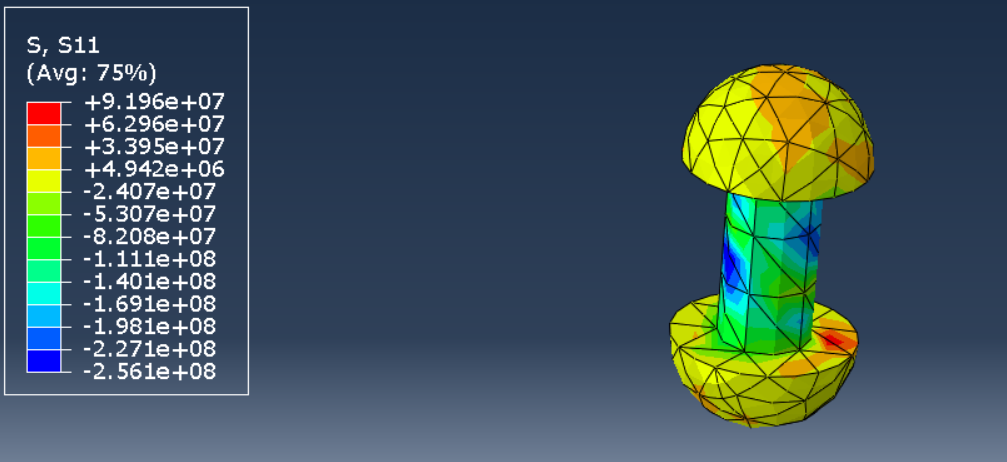 S, S11
(Avg: 75%)
+9.196e+07
+6.296e+07
+3.395e+07
+4.942e+06
-2.407e+07
-5.307e+07
-8.208e+07
-1.111e+08
-1.401e+08
-1.691e+08
-1.981e+08
-2.271e+08
-2.561e+08